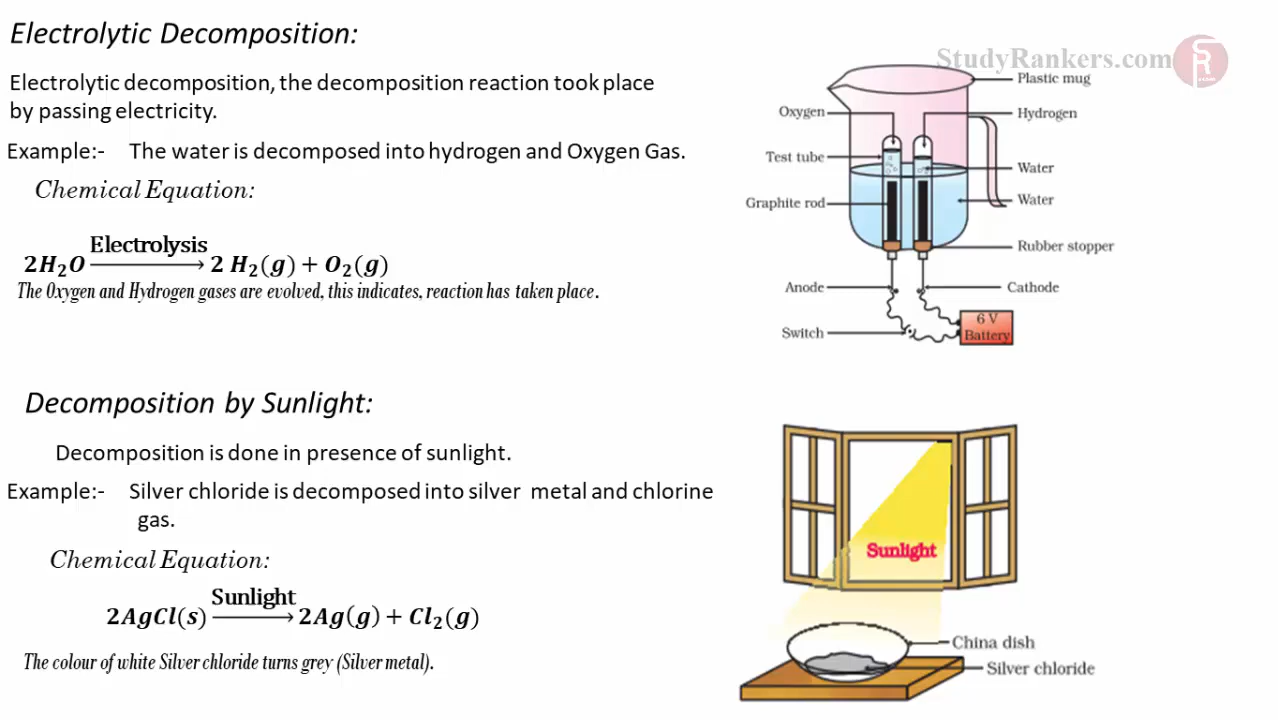 Electrolytic Decomposition:
Electrolytic decomposition, the decomposition reaction took place
by passing electricity.
Example:- The water is decomposed into hydrogen and Oxygen Gas.
Chemical Equation:
Electrolysis
2H₂O ⟶ 2 H₂(g) + O₂(g)
The Oxygen and Hydrogen gases are evolved, this indicates, reaction has taken place.
StudyRankers.com
Plastic mug
Oxygen
Hydrogen
Test tube
Water
Graphite rod
Water
Rubber stopper
Anode
Cathode
Switch
6 V
Battery
Decomposition by Sunlight:
Decomposition is done in presence of sunlight.
Example:- Silver chloride is decomposed into silver metal and chlorine
gas.
Chemical Equation:
Sunlight
2AgCl(s) ⟶ 2Ag(g) + Cl₂(g)
The colour of white Silver chloride turns grey (Silver metal).
Sunlight
China dish
Silver chloride